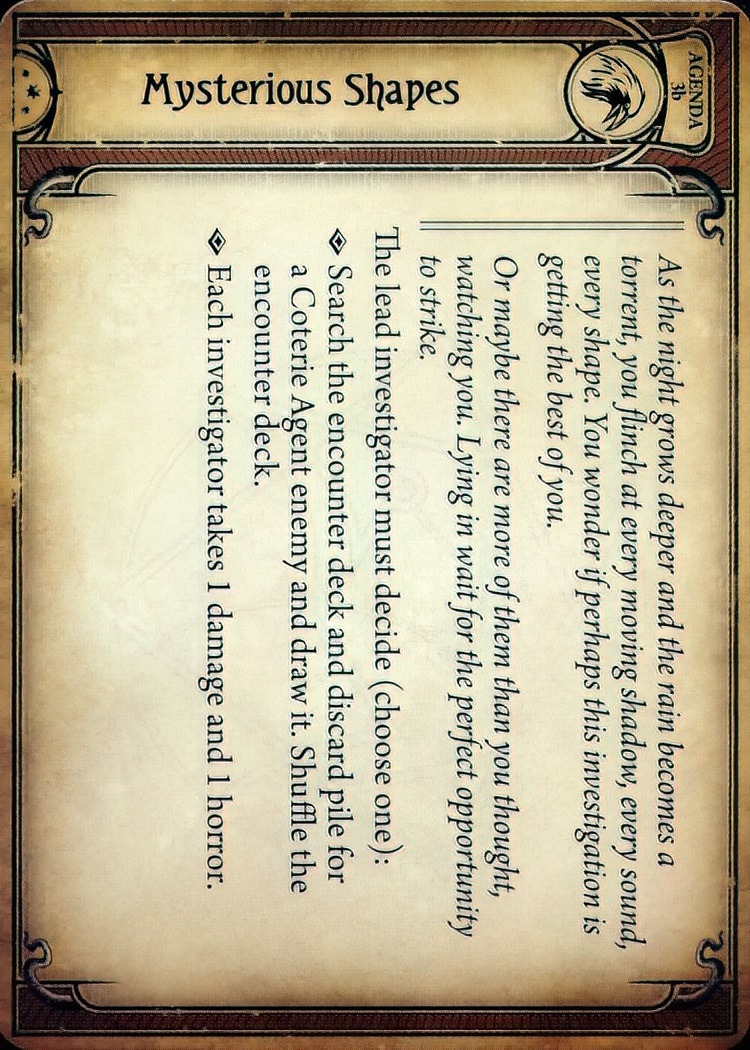 AGENDA
3b
Mysterious Shapes
As the night grows deeper and the rain becomes a
torrent, you flinch at every moving shadow, every sound,
every shape. You wonder if perhaps this investigation is
getting the best of you.
Or maybe there are more of them than you thought,
watching you. Lying in wait for the perfect opportunity
to strike.
The lead investigator must decide (choose one):
Search the encounter deck and discard pile for
a Coterie Agent enemy and draw it. Shuffle the
encounter deck.
Each investigator takes 1 damage and 1 horror.